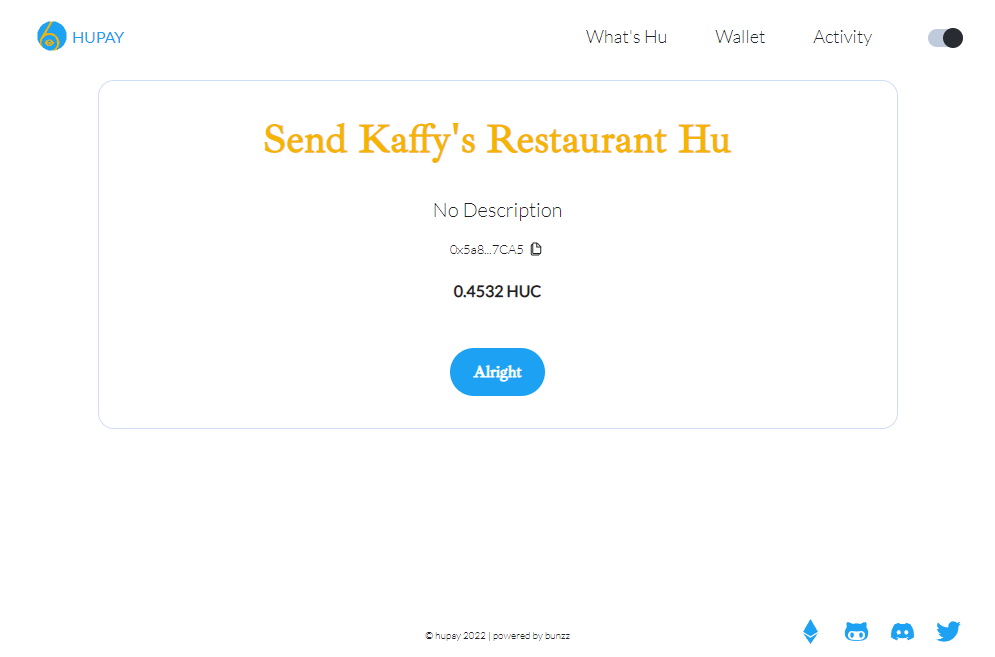 HUPAY
What's Hu
Wallet
Activity
Send Kaffy's Restaurant Hu
No Description
0x5a8...7CA5
0.4532 HUC
Alright
© hupay 2022 | powered by bunzz